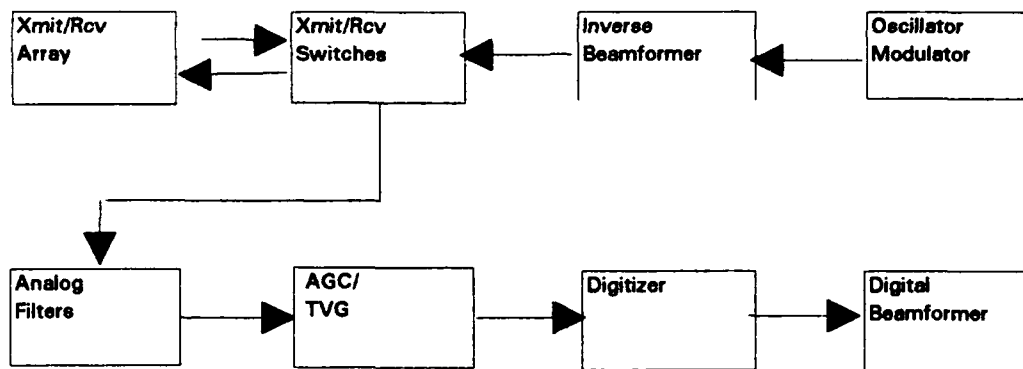 Xmit/Rcv
Array
Xmit/Rcv
Switches
Inverse
Beamformer
Oscillator
Modulator
Analog
Filters
AGC/
TVG
Digitizer
Digital
Beamformer